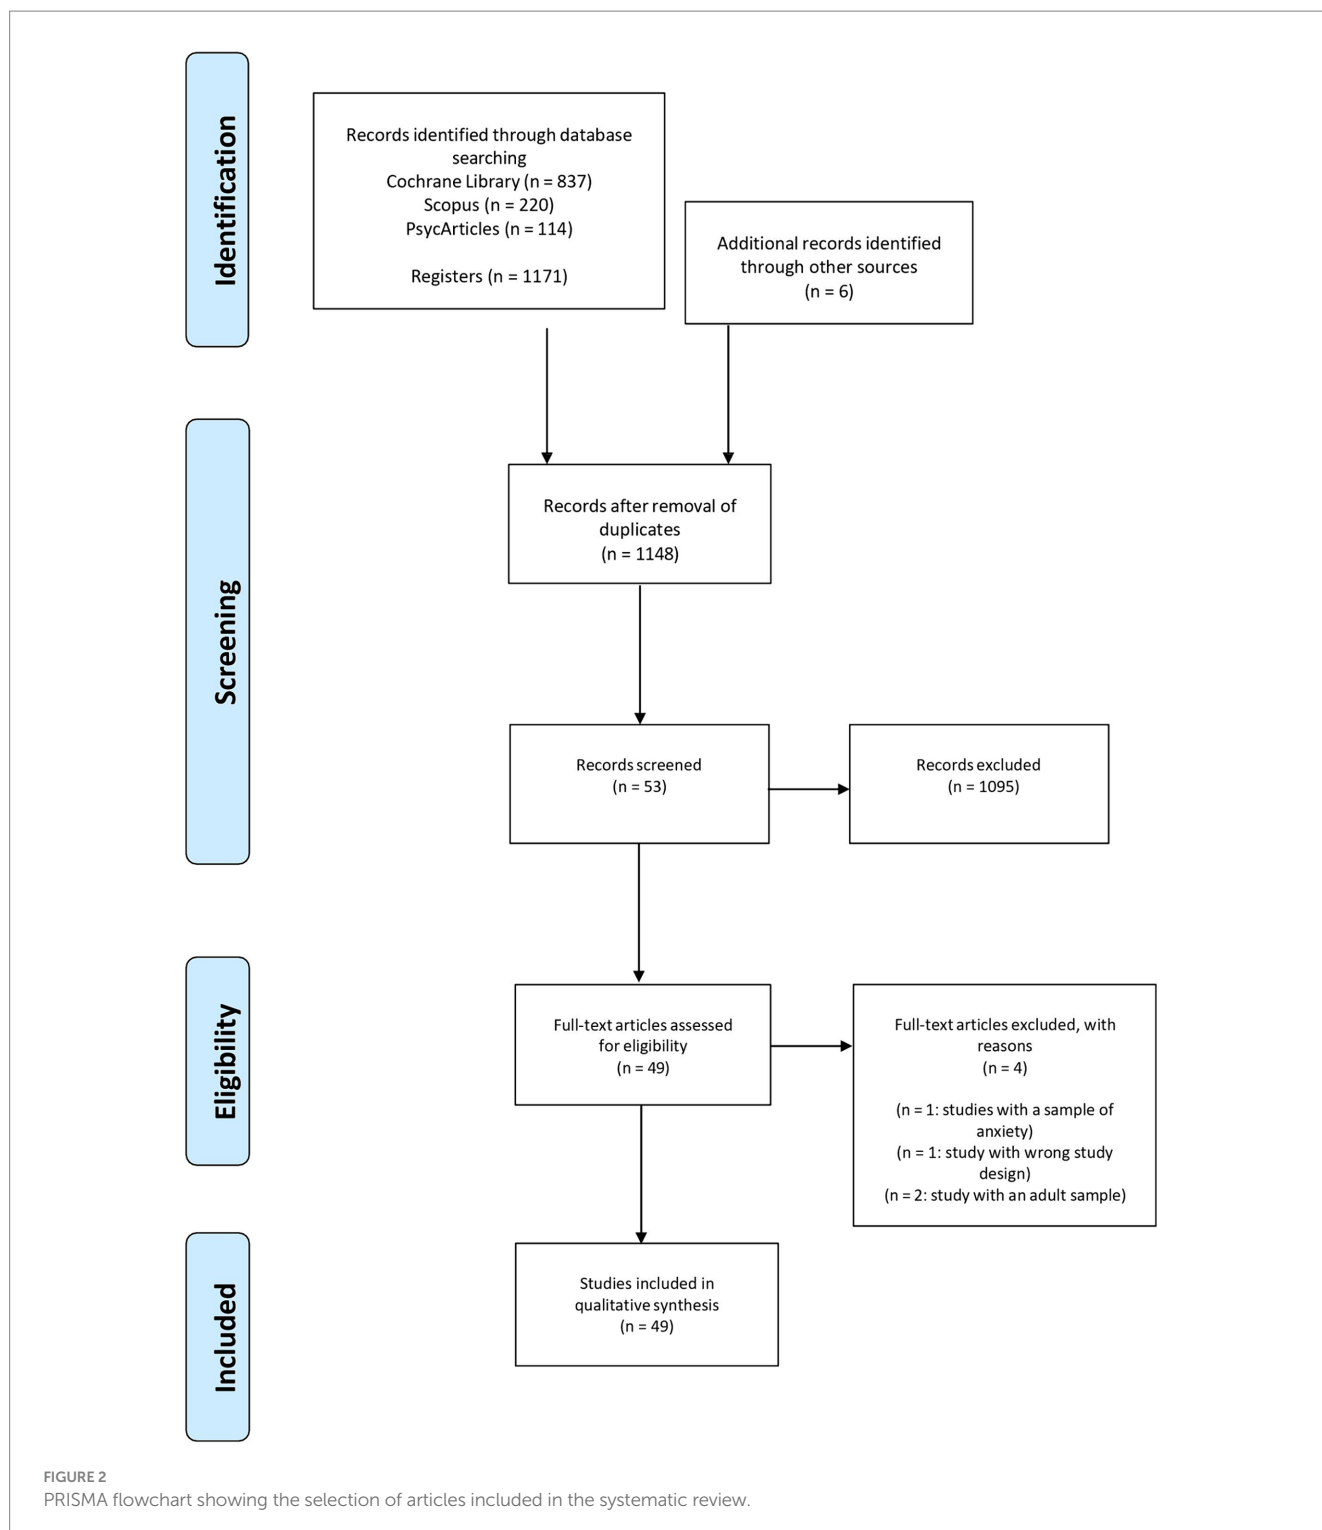 Identification
Records identified through database
searching
Cochrane Library (n = 837)
Scopus (n = 220)
PsycArticles (n = 114)
Registers (n = 1171)
Additional records identified
through other sources
(n = 6)
Screening
Records after removal of
duplicates
(n = 1148)
Records screened
(n = 53)
Records excluded
(n = 1095)
Eligibility
Full-text articles assessed
for eligibility
(n = 49)
Full-text articles excluded, with
reasons
(n = 4)
(n = 1: studies with a sample of
anxiety)
(n = 1: study with wrong study
design)
(n = 2: study with an adult sample)
Included
Studies included in
qualitative synthesis
(n = 49)
FIGURE 2
PRISMA flowchart showing the selection of articles included in the systematic review.